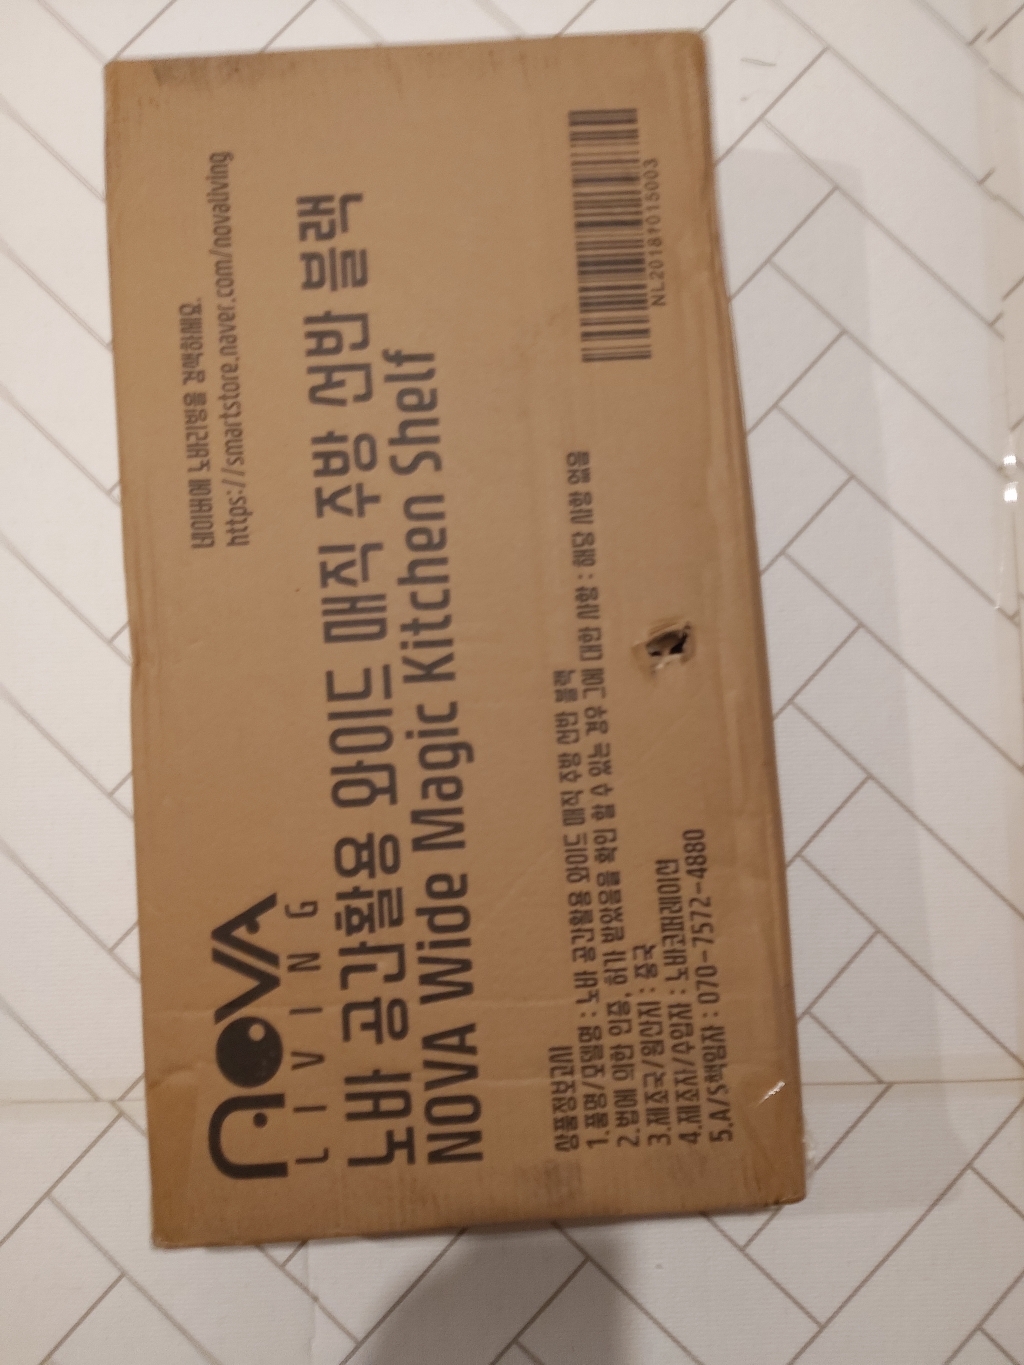 NOVA
LIVING
네이버에 노바리빙을 검색하세요.
https://smartstore.naver.com/novaliving
노바 공간활용 와이드 매직 주방 선반 블랙
NOVA Wide Magic Kitchen Shelf
상품정보고시
1.품명/모델명 : 노바 공간활용 와이드 매직 주방 선반 블랙
2.법에 의한 인증, 허가 받았음을 확인 할 수 있는 경우 그에 대한 사항 : 해당 사항 없음
3.제조국/원산지 : 중국
4.제조자/수입자 : 노바코퍼레이션
5.A/S책임자 : 070-7572-4880
NL2018Y015003